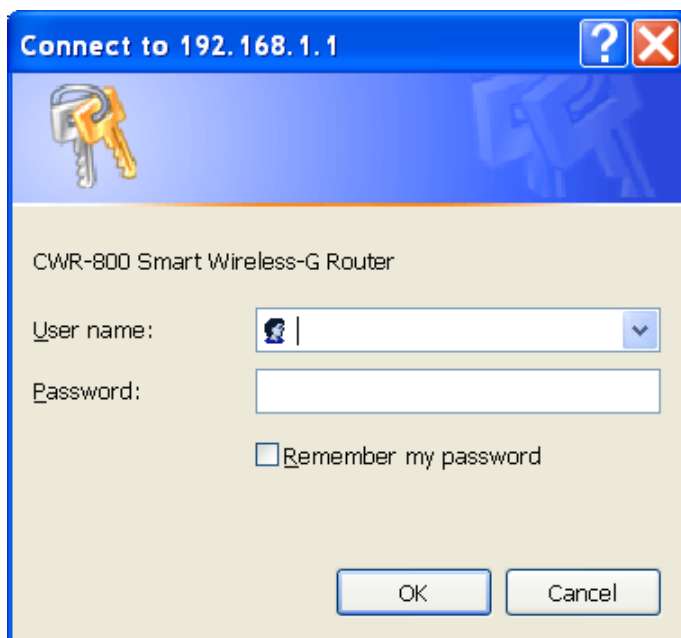 Connect to 192.168.1.1
CWR-800 Smart Wireless-G Router
User name:
Password:
Remember my password
OK Cancel